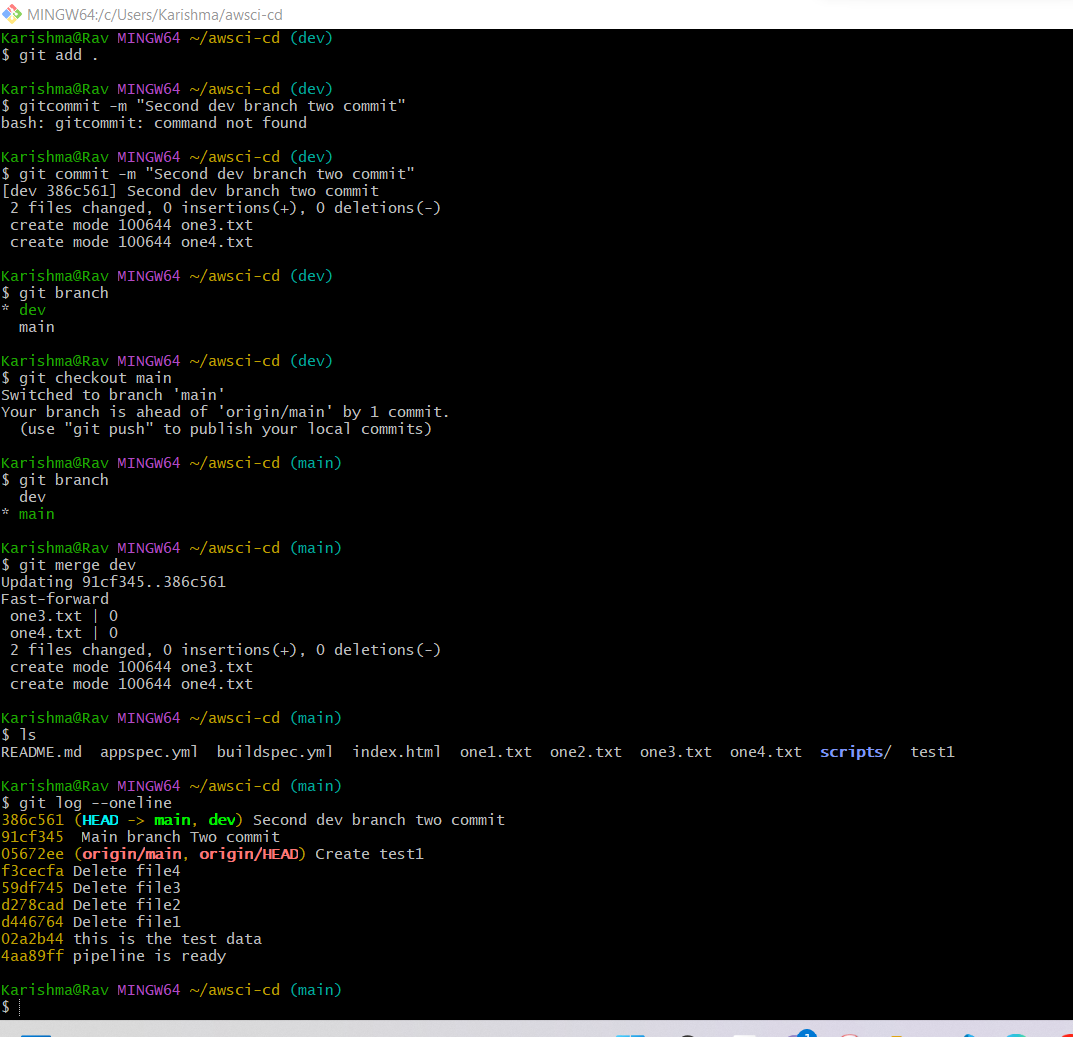 MINGW64:/c/Users/Karishma/awsci-cd
Karishma@Rav MINGW64 ~/awsci-cd (dev)
$ git add .
Karishma@Rav MINGW64 ~/awsci-cd (dev)
$ gitcommit -m "Second dev branch two commit"
bash: gitcommit: command not found
Karishma@Rav MINGW64 ~/awsci-cd (dev)
$ git commit -m "Second dev branch two commit"
[dev 386c561] Second dev branch two commit
 2 files changed, 0 insertions(+), 0 deletions(-)
 create mode 100644 one3.txt
 create mode 100644 one4.txt
Karishma@Rav MINGW64 ~/awsci-cd (dev)
$ git branch
* dev
  main
Karishma@Rav MINGW64 ~/awsci-cd (dev)
$ git checkout main
Switched to branch 'main'
Your branch is ahead of 'origin/main' by 1 commit.
  (use "git push" to publish your local commits)
Karishma@Rav MINGW64 ~/awsci-cd (main)
$ git branch
  dev
* main
Karishma@Rav MINGW64 ~/awsci-cd (main)
$ git merge dev
Updating 91cf345..386c561
Fast-forward
 one3.txt | 0
 one4.txt | 0
 2 files changed, 0 insertions(+), 0 deletions(-)
 create mode 100644 one3.txt
 create mode 100644 one4.txt
Karishma@Rav MINGW64 ~/awsci-cd (main)
$ ls
README.md  appspec.yml  buildspec.yml  index.html  one1.txt  one2.txt  one3.txt  one4.txt  scripts/  test1
Karishma@Rav MINGW64 ~/awsci-cd (main)
$ git log --oneline
386c561 (HEAD -> main, dev) Second dev branch two commit
91cf345  Main branch Two commit
05672ee (origin/main, origin/HEAD) Create test1
f3cecfa Delete file4
59df745 Delete file3
d278cad Delete file2
d446764 Delete file1
02a2b44 this is the test data
4aa89ff pipeline is ready
Karishma@Rav MINGW64 ~/awsci-cd (main)
$